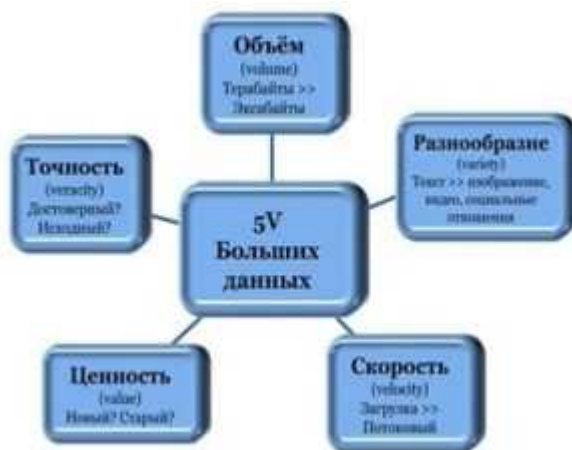 Объём
(volume)
Терабайты >>
Эксабайты
Точность
(veracity)
Достоверный?
Исходный?
Разнообразие
(variety)
Текст >> изображение,
видео, социальные
отношения
5V
Больших
данных
Ценность
(value)
Новый? Старый?
Скорость
(velocity)
Загрузка >>
Потоковый